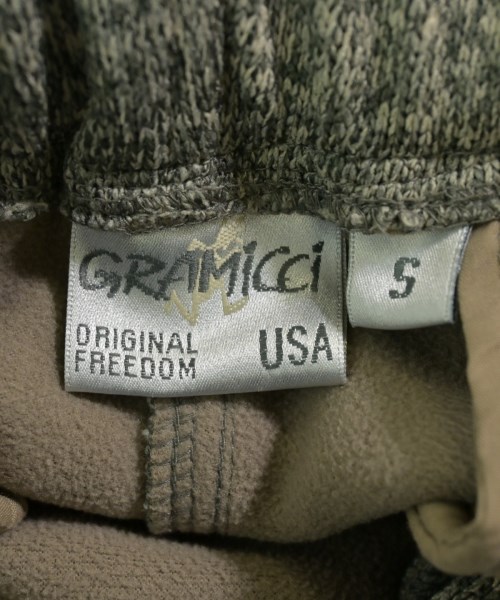 GRAMiCCi
ORIGINAL
FREEDOM
USA
S